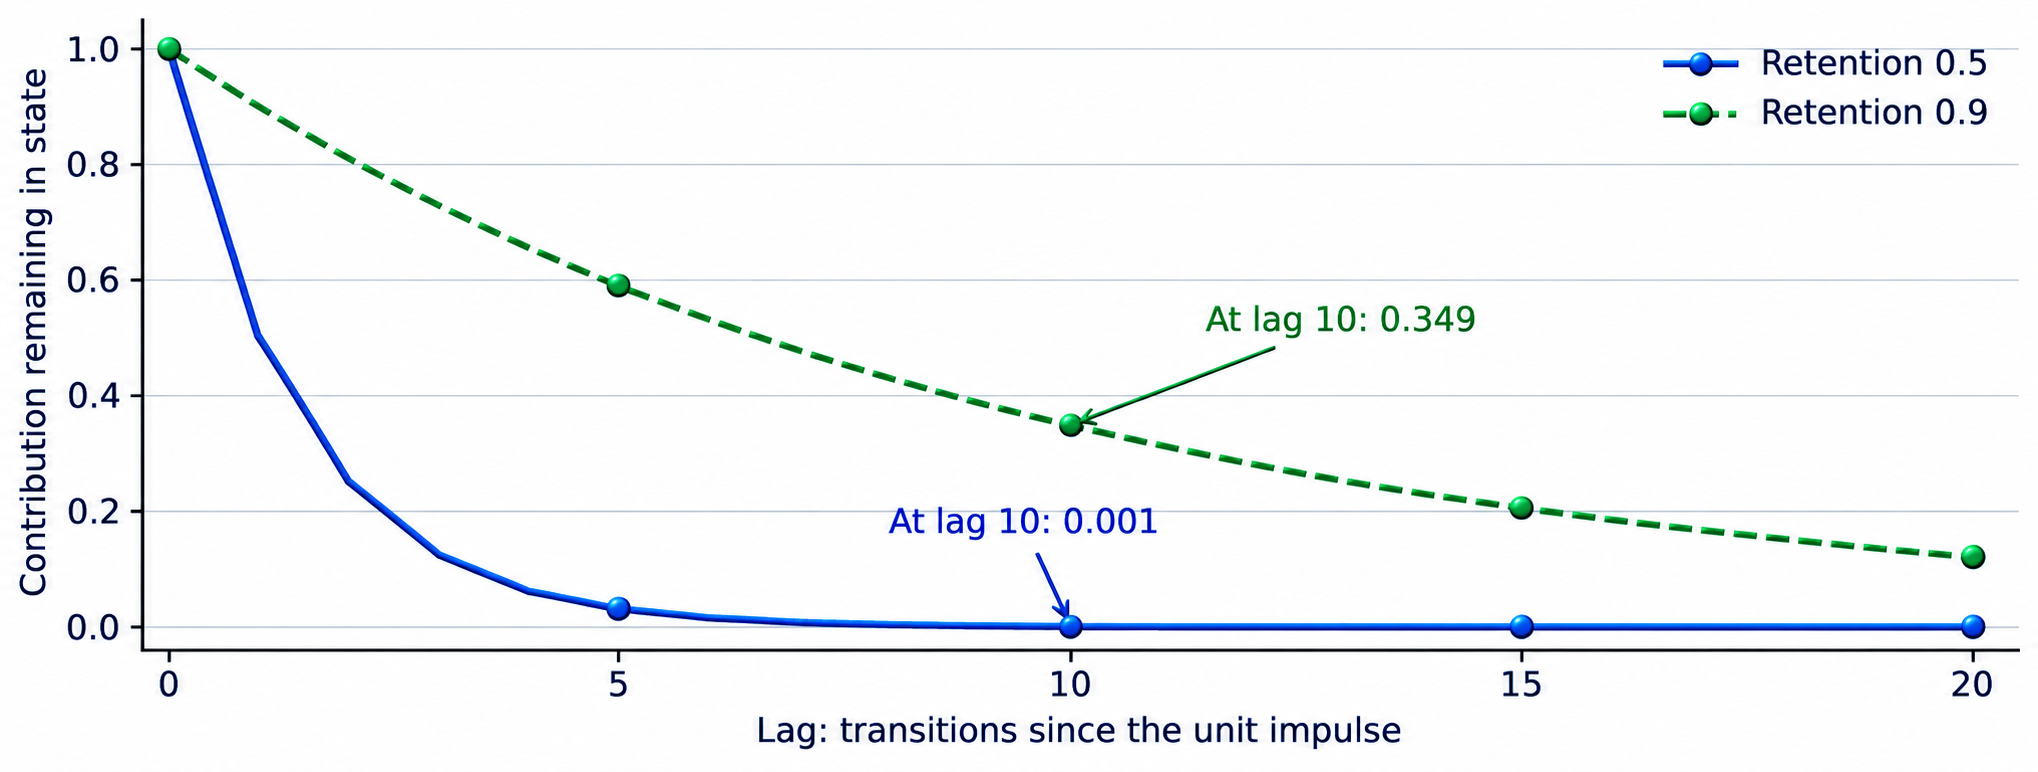 Contribution remaining in state
1.0
0.8
0.6
0.4
0.2
0.0
Retention 0.5
Retention 0.9
At lag 10: 0.349
At lag 10: 0.001
0 5 10 15 20
Lag: transitions since the unit impulse